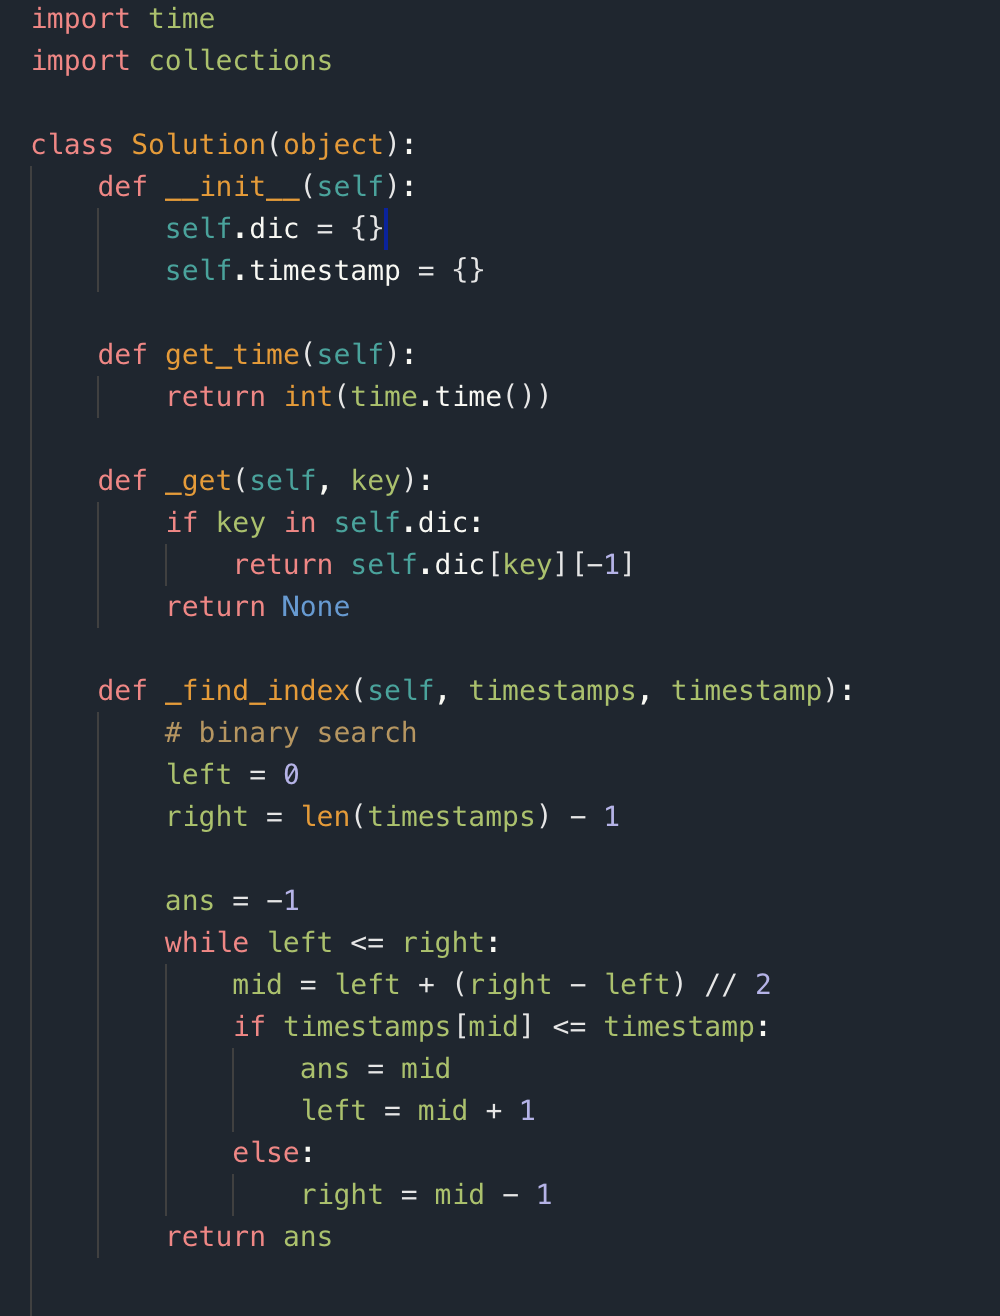 import time
import collections

class Solution(object):
    def __init__(self):
        self.dic = {}
        self.timestamp = {}

    def get_time(self):
        return int(time.time())

    def _get(self, key):
        if key in self.dic:
            return self.dic[key][-1]
        return None

    def _find_index(self, timestamps, timestamp):
        # binary search
        left = 0
        right = len(timestamps) - 1

        ans = -1
        while left <= right:
            mid = left + (right - left) // 2
            if timestamps[mid] <= timestamp:
                ans = mid
                left = mid + 1
            else:
                right = mid - 1
        return ans